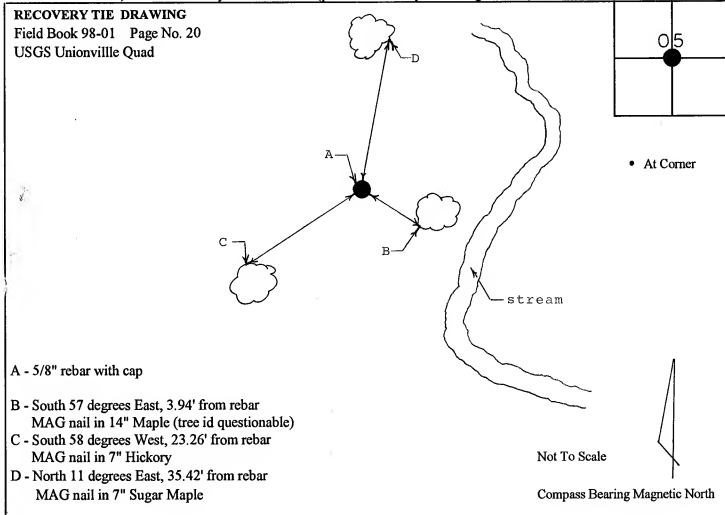 RECOVERY TIE DRAWING
Field Book 98-01 Page No. 20
USGS Unionvillle Quad
D
05
A
• At Corner
C
B
stream
A - 5/8" rebar with cap
B - South 57 degrees East, 3.94' from rebar
MAG nail in 14" Maple (tree id questionable)
C - South 58 degrees West, 23.26' from rebar
MAG nail in 7" Hickory
D - North 11 degrees East, 35.42' from rebar
MAG nail in 7" Sugar Maple
Not To Scale
Compass Bearing Magnetic North